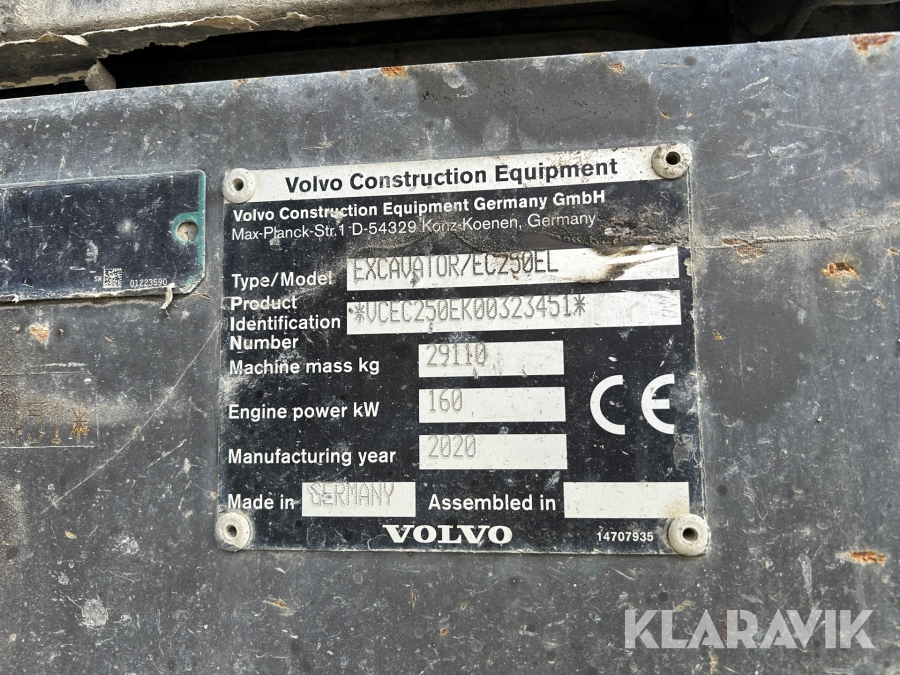 Volvo Construction Equipment
Volvo Construction Equipment Germany GmbH
Max-Planck-Str.1 D-54329 Konz-Koenen, Germany
Type/Model EXCAVATOR/EC250EL
Product Identification Number *VCEC250EK00323451*
Machine mass kg 29110
Engine power kW 160
Manufacturing year 2020
Made in GERMANY Assembled in
VOLVO 14707935
SN 01223590
KLARAVIK